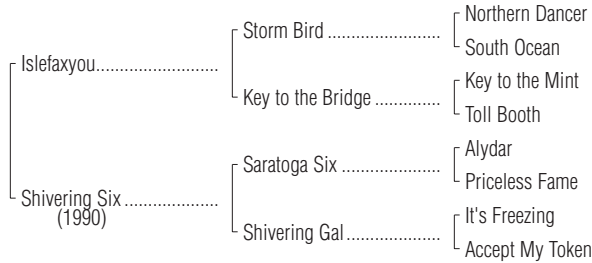 Northern Dancer
Storm Bird ........................
South Ocean
Islefaxyou..........................
Key to the Mint
Key to the Bridge ..............
Toll Booth
Alydar
Saratoga Six .....................
Priceless Fame
Shivering Six ....................
(1990)
It's Freezing
Shivering Gal....................
Accept My Token